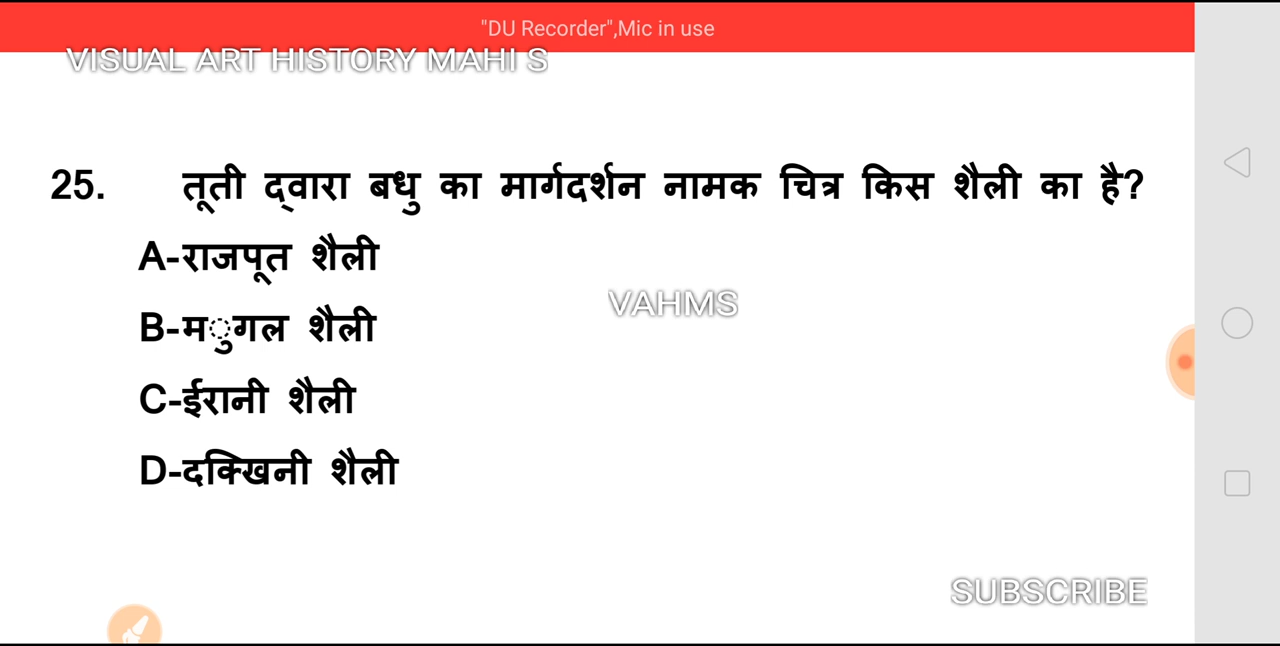 "DU Recorder",Mic in use
VISUAL ART HISTORY MAHI S
25. तूती द्वारा बधु का मार्गदर्शन नामक चित्र किस शैली का है?
A-राजपूत शैली
VAHMS
B-म◌ुगल शैली
C-ईरानी शैली
D-दक्खिनी शैली
SUBSCRIBE